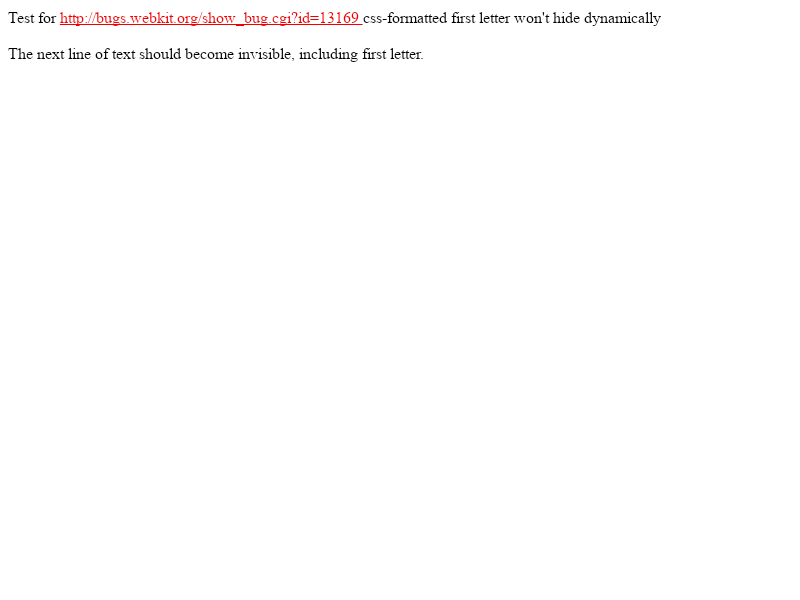 Test for http://bugs.webkit.org/show_bug.cgi?id=13169 css-formatted first letter won't hide dynamically
The next line of text should become invisible, including first letter.